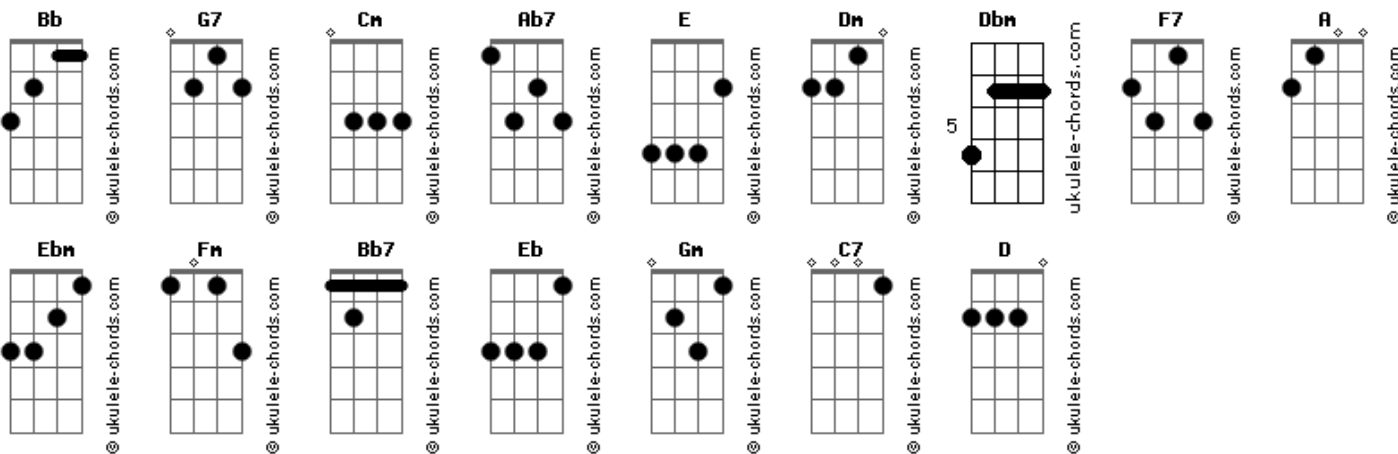 Bb G7 Cm Ab7 E Dm Dbm F7 A
© ukulele-chords.com © ukulele-chords.com © ukulele-chords.com © ukulele-chords.com © ukulele-chords.com © ukulele-chords.com ukulele-chords.com © ukulele-chords.com © ukulele-chords.com
5
Ebm Fm Bb7 Eb Gm C7 D
© ukulele-chords.com © ukulele-chords.com © ukulele-chords.com © ukulele-chords.com © ukulele-chords.com © ukulele-chords.com © ukulele-chords.com